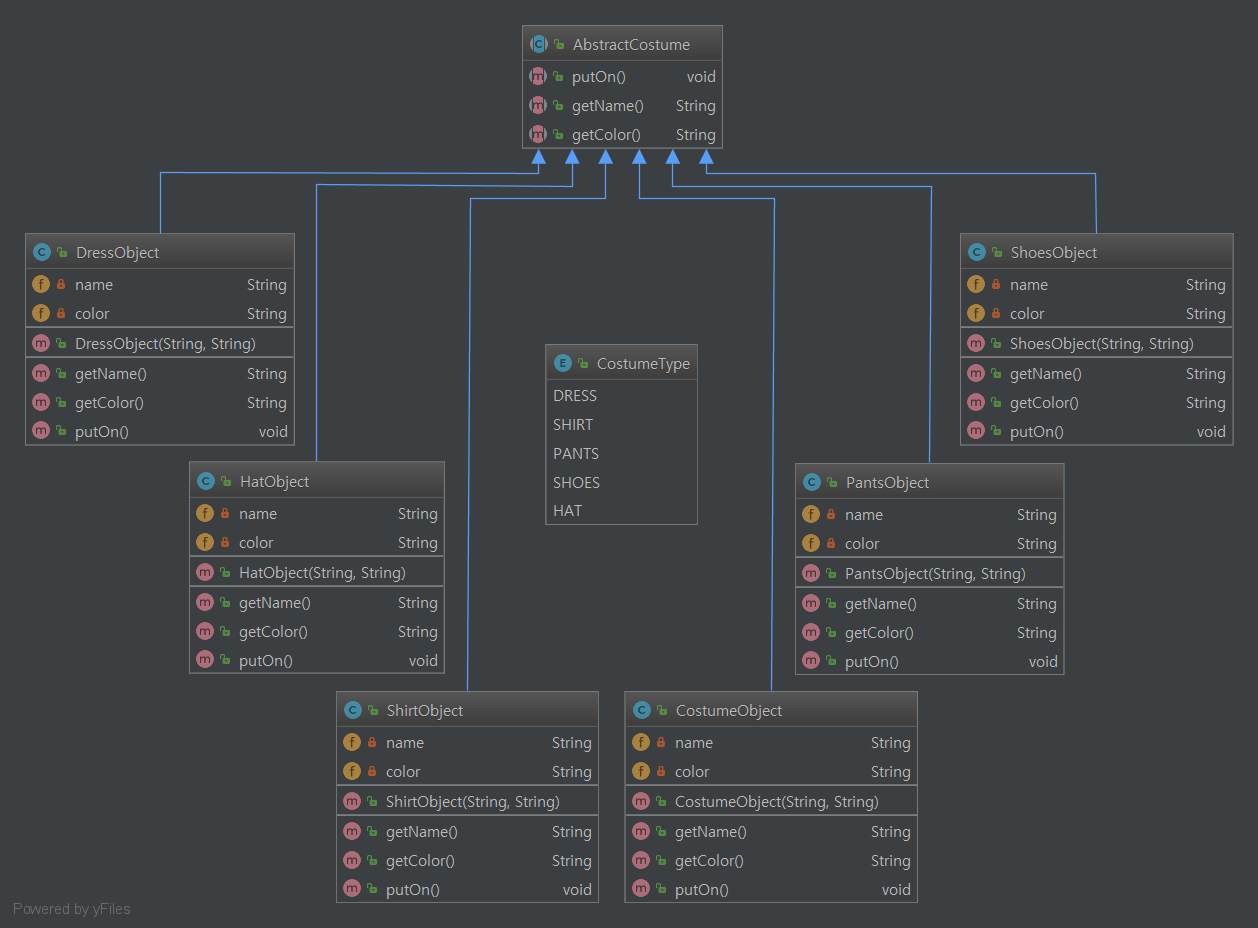 AbstractCostume
putOn() void
getName() String
getColor() String
DressObject
name String
color String
DressObject(String, String)
getName() String
getColor() String
putOn() void
ShoesObject
name String
color String
ShoesObject(String, String)
getName() String
getColor() String
putOn() void
CostumeType
DRESS
SHIRT
PANTS
SHOES
HAT
HatObject
name String
color String
HatObject(String, String)
getName() String
getColor() String
putOn() void
PantsObject
name String
color String
PantsObject(String, String)
getName() String
getColor() String
putOn() void
ShirtObject
name String
color String
ShirtObject(String, String)
getName() String
getColor() String
putOn() void
CostumeObject
name String
color String
CostumeObject(String, String)
getName() String
getColor() String
putOn() void
Powered by yFiles